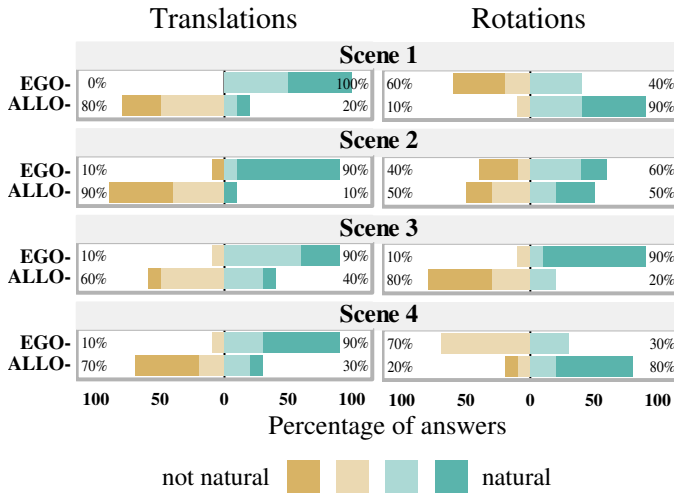 Translations Rotations
Scene 1
EGO- 0% 100% 60% 40%
ALLO- 80% 20% 10% 90%
Scene 2
EGO- 10% 90% 40% 60%
ALLO- 90% 10% 50% 50%
Scene 3
EGO- 10% 90% 10% 90%
ALLO- 60% 40% 80% 20%
Scene 4
EGO- 10% 90% 70% 30%
ALLO- 70% 30% 20% 80%
100 50 0 50 100 100 50 0 50 100
Percentage of answers
not natural natural